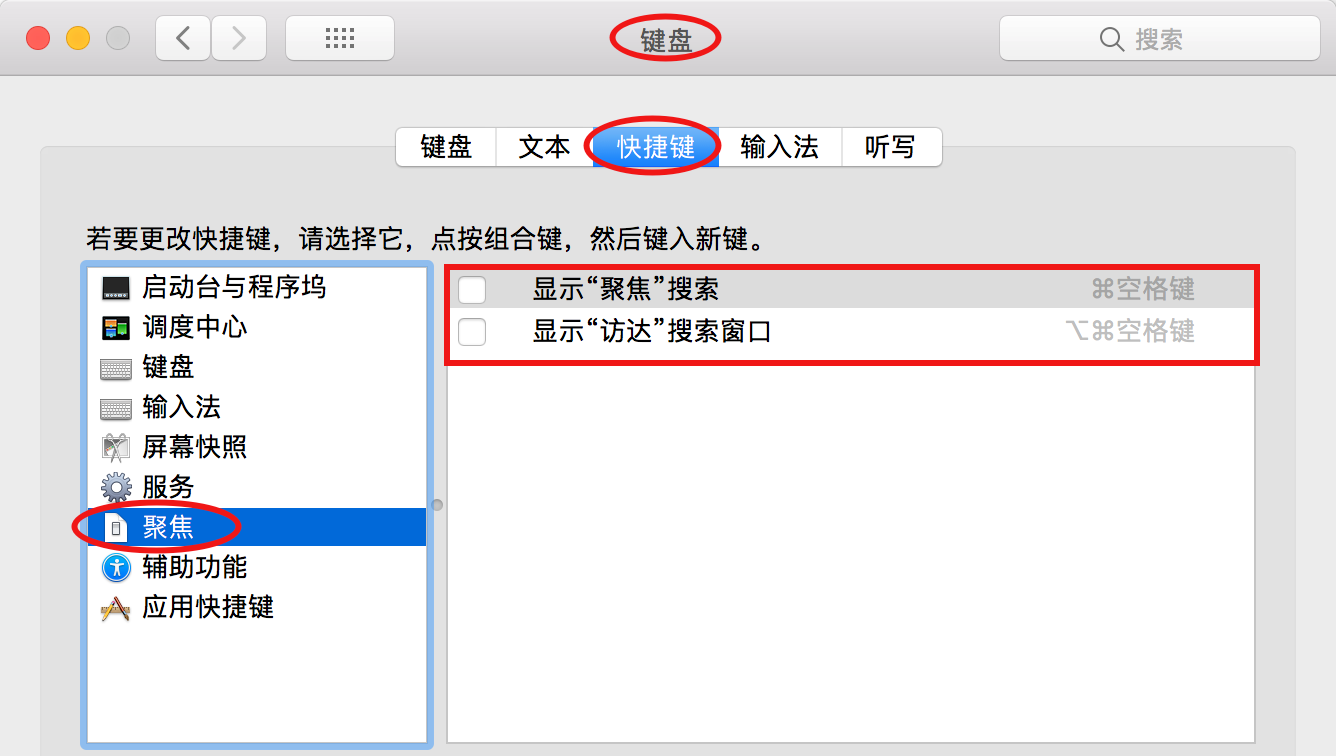 键盘
搜索
键盘 文本 快捷键 输入法 听写
若要更改快捷键，请选择它，点按组合键，然后键入新键。
启动台与程序坞
调度中心
键盘
输入法
屏幕快照
服务
聚焦
辅助功能
应用快捷键
显示“聚焦”搜索 ⌘空格键
显示“访达”搜索窗口 ⌥⌘空格键